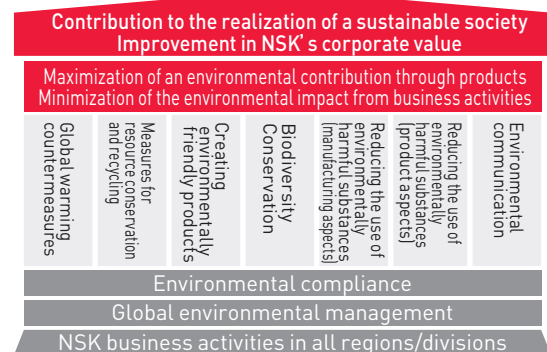 Contribution to the realization of a sustainable society
Improvement in NSK's corporate value
Maximization of an environmental contribution through products
Minimization of the environmental impact from business activities
Global warming
countermeasures
Measures for
resource conservation
and recycling
Creating
environmentally
friendly products
Biodiversity
Conservation
Reducing the use of
environmentally
harmful substances
(manufacturing aspects)
Reducing the use of
environmentally
harmful substances
(product aspects)
Environmental
communication
Environmental compliance
Global environmental management
NSK business activities in all regions/divisions